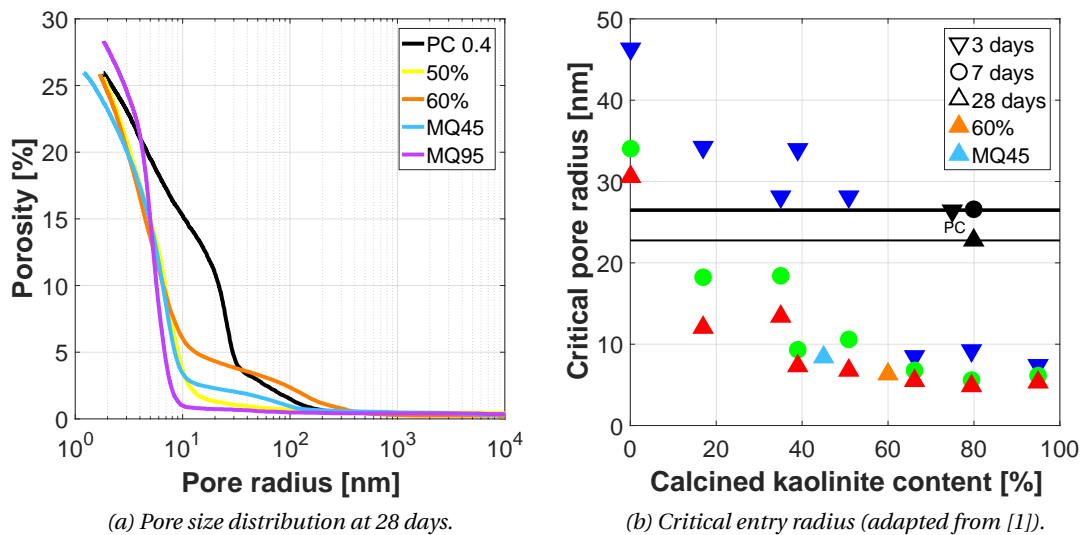 30
25
20
15
10
5
0
Porosity [%]
10^0
10^1
10^2
10^3
10^4
Pore radius [nm]
PC 0.4
50%
60%
MQ45
MQ95
(a) Pore size distribution at 28 days.
50
40
30
20
10
0
Critical pore radius [nm]
0
20
40
60
80
100
Calcined kaolinite content [%]
3 days
7 days
28 days
60%
MQ45
PC
(b) Critical entry radius (adapted from [1]).